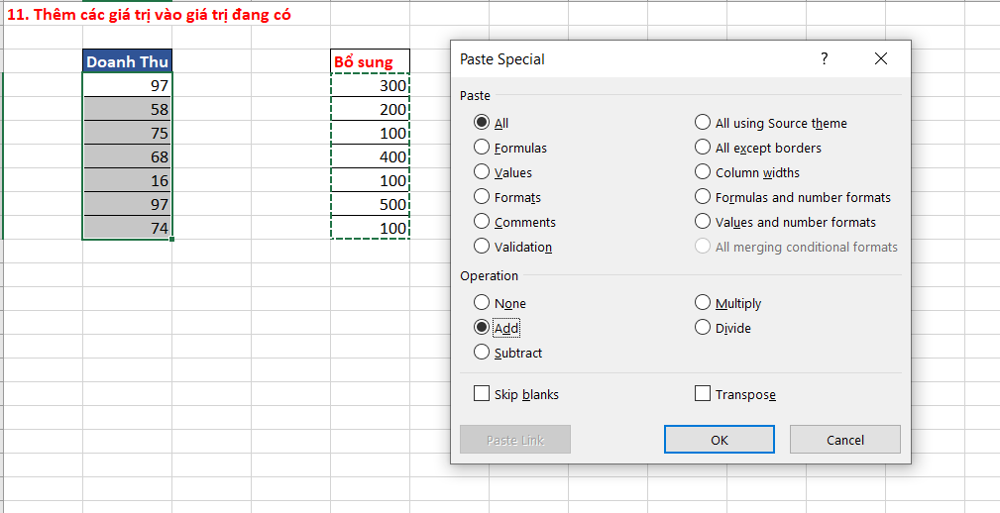 11. Thêm các giá trị vào giá trị đang có
Doanh Thu
97
58
75
68
16
97
74
Bổ sung
300
200
100
400
100
500
100
Paste Special
?
Paste
All
Formulas
Values
Formats
Comments
Validation
All using Source theme
All except borders
Column widths
Formulas and number formats
Values and number formats
All merging conditional formats
Operation
None
Add
Subtract
Multiply
Divide
Skip blanks
Transpose
Paste Link
OK
Cancel